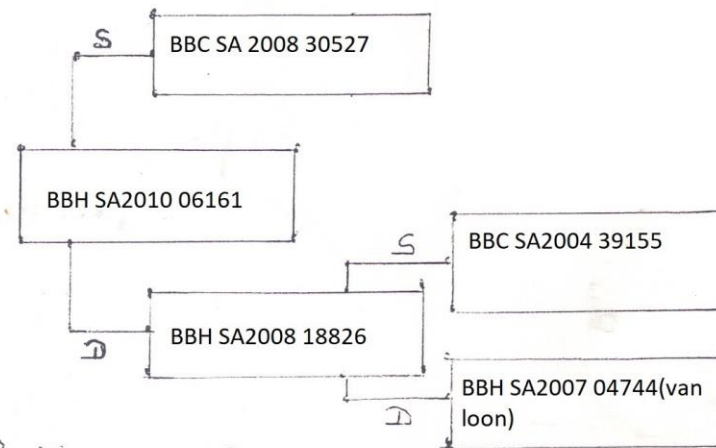 S
BBC SA 2008 30527
BBH SA2010 06161
S
BBC SA2004 39155
BBH SA2008 18826
D
BBH SA2007 04744(van
loon)
D